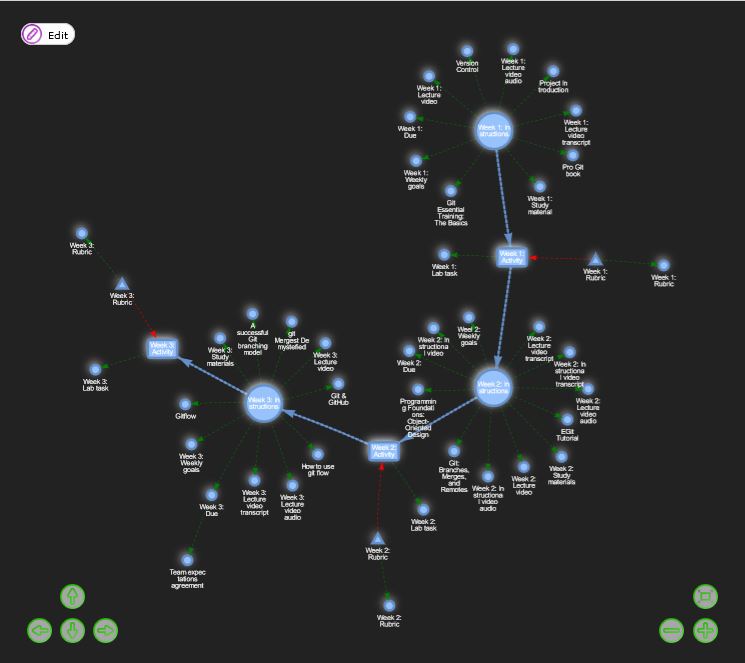 Edit
Version
Control
Week 1:
Lecture
video
audio
Project In
troduction
Week 1:
Lecture
video
Week 1:
Lecture
video
transcript
Week 1:
Due
Week 1: In
structions
Pro Git
book
Week 1:
Weekly
goals
Git
Essential
Training:
The Basics
Week 1:
Study
material
Week 3:
Rubric
Week 1:
Activity
Week 1:
Lab task
Week 1:
Rubric
Week 1:
Rubric
Week 3:
Rubric
A
successful
Git
branching
model
git
Mergest De
mystefied
Week 3:
Study
materials
Week 3:
Lecture
video
Week 3:
Activity
Week 3:
Lab task
Git &
GitHub
Week 3: In
structions
Gitflow
Week 3:
Weekly
goals
How to use
git flow
Week 3:
Due
Week 3:
Lecture
video
transcript
Week 3:
Lecture
video
audio
Team expec
tations
agreement
Week 2:
Weekly
goals
Week 2: In
structiona
l video
Week 2:
Lecture
video
transcript
Week 2:
Due
Week 2: In
structiona
l video
transcript
Week 2: In
structions
Programmin
g Foundati
ons:
Object-
Oriented
Design
Week 2:
Lecture
video
audio
EGit
Tutorial
Week 2:
Activity
Git:
Branches,
Merges,
and
Remotes
Week 2: In
structiona
l video
audio
Week 2:
Lecture
video
Week 2:
Study
materials
Week 2:
Lab task
Week 2:
Rubric
Week 2:
Rubric